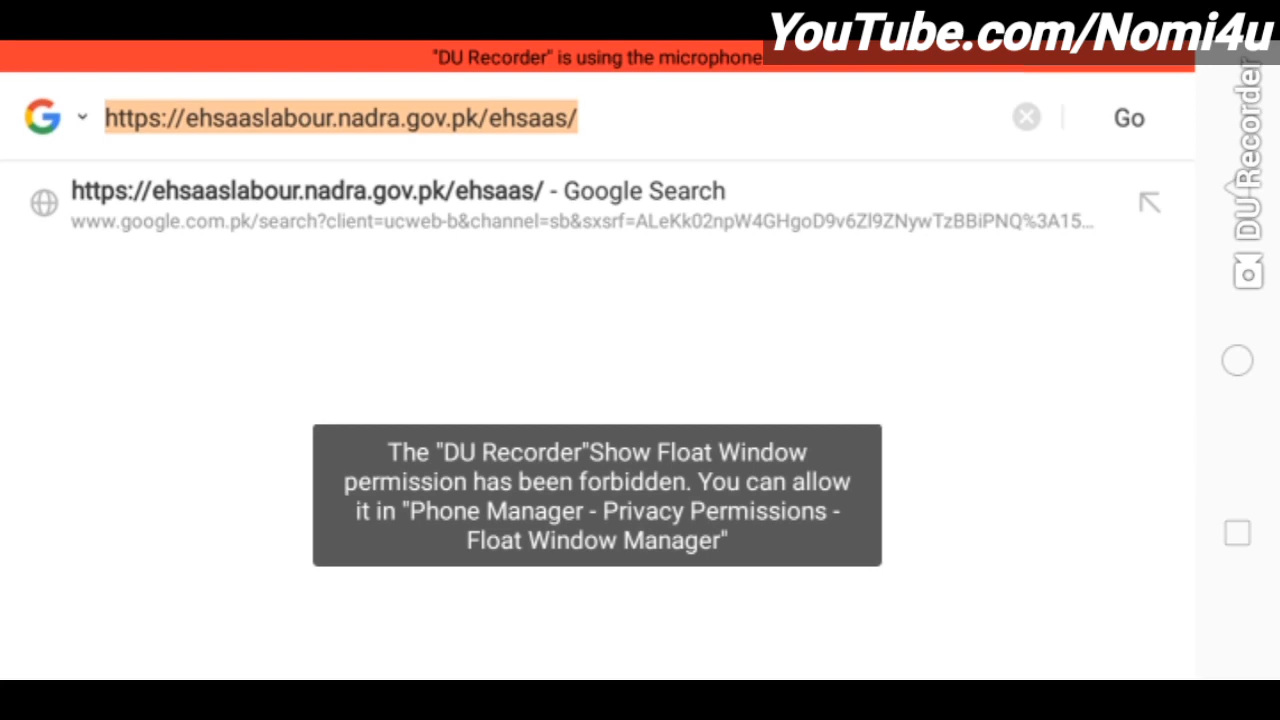 YouTube.com/Nomi4u
"DU Recorder" is using the microphone
https://ehsaaslabour.nadra.gov.pk/ehsaas/
Go
https://ehsaaslabour.nadra.gov.pk/ehsaas/ - Google Search
www.google.com.pk/search?client=ucweb-b&channel=sb&sxsrf=ALeKk02npW4GHgoD9v6Zl9ZNywTzBBiPNQ%3A15...
DU Recorder
The "DU Recorder"Show Float Window
permission has been forbidden. You can allow
it in "Phone Manager - Privacy Permissions -
Float Window Manager"